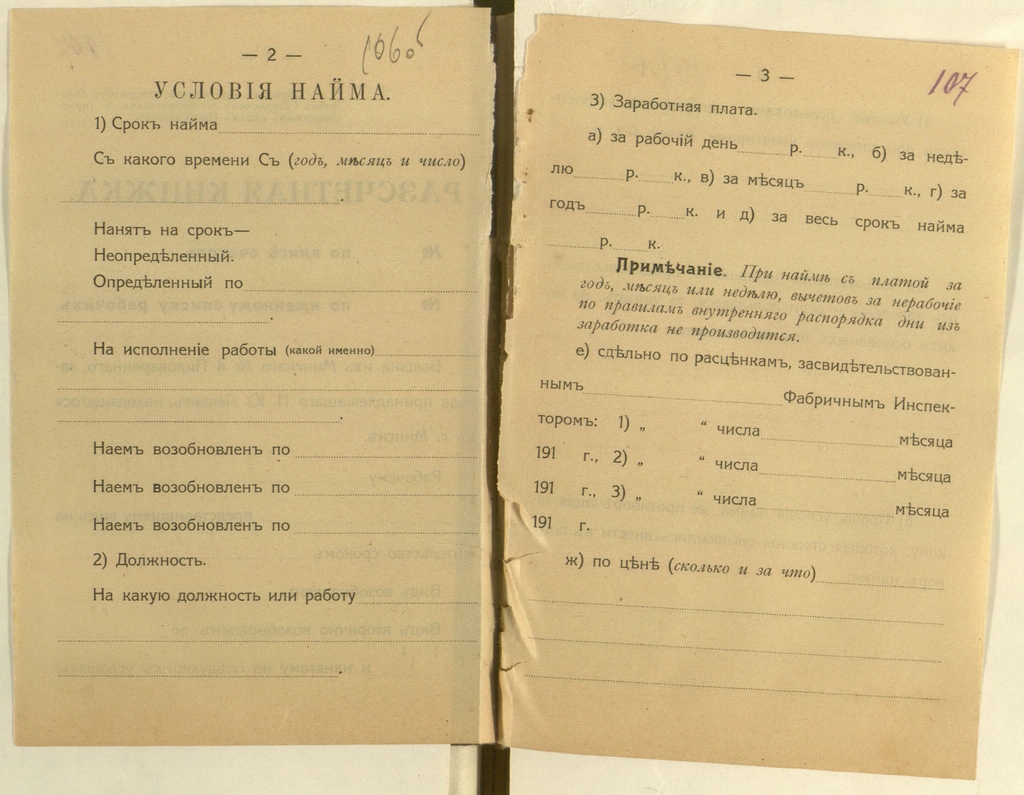 — 2 —
106об
УСЛОВІЯ НАЙМА.
1) Срокъ найма
Съ какого времени Съ (годъ, мѣсяцъ и число)
Нанятъ на срокъ—
Неопредѣленный.
Опредѣленный по
На исполненіе работы (какой именно)
Наемъ возобновленъ по
Наемъ возобновленъ по
Наемъ возобновленъ по
2) Должность.
На какую должность или работу
— 3 —
107
3) Заработная плата.
а) за рабочій день р. к., б) за недѣ-
лю р. к., в) за мѣсяцъ р. к., г) за
годъ р. к. и д) за весь срокъ найма
р. к.
Примѣчаніе. При наймѣ съ платой за
годъ, мѣсяцъ или недѣлю, вычетовъ за нерабочіе
по правиламъ внутренняго распорядка дни изъ
заработка не производится.
е) сдѣльно по расцѣнкамъ, засвидѣтельствован-
нымъ Фабричнымъ Инспек-
торомъ: 1) „ “ числа мѣсяца
191 г., 2) „ “ числа мѣсяца
191 г., 3) „ “ числа мѣсяца
191 г.
ж) по цѣнѣ (сколько и за что)